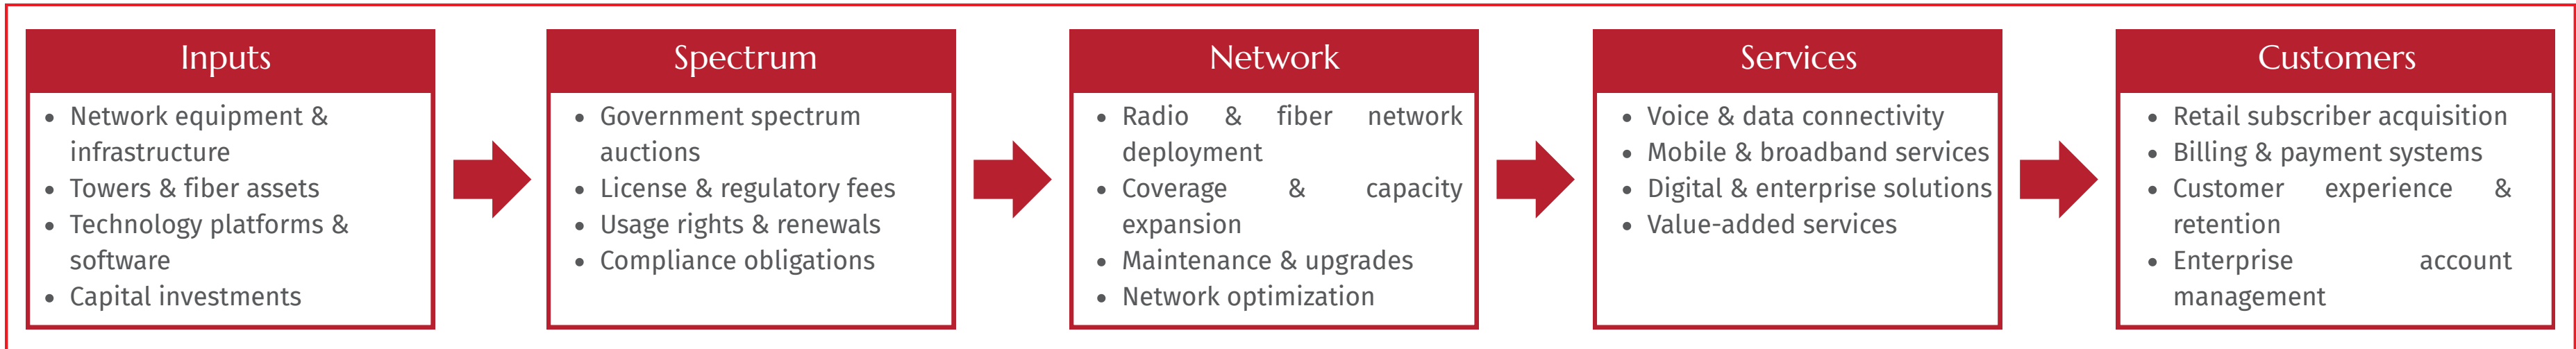 Inputs
• Network equipment &
infrastructure
• Towers & fiber assets
• Technology platforms &
software
• Capital investments
Spectrum
• Government spectrum
auctions
• License & regulatory fees
• Usage rights & renewals
• Compliance obligations
Network
• Radio & fiber network
deployment
• Coverage & capacity
expansion
• Maintenance & upgrades
• Network optimization
Services
• Voice & data connectivity
• Mobile & broadband services
• Digital & enterprise solutions
• Value-added services
Customers
• Retail subscriber acquisition
• Billing & payment systems
• Customer experience &
retention
• Enterprise account
management